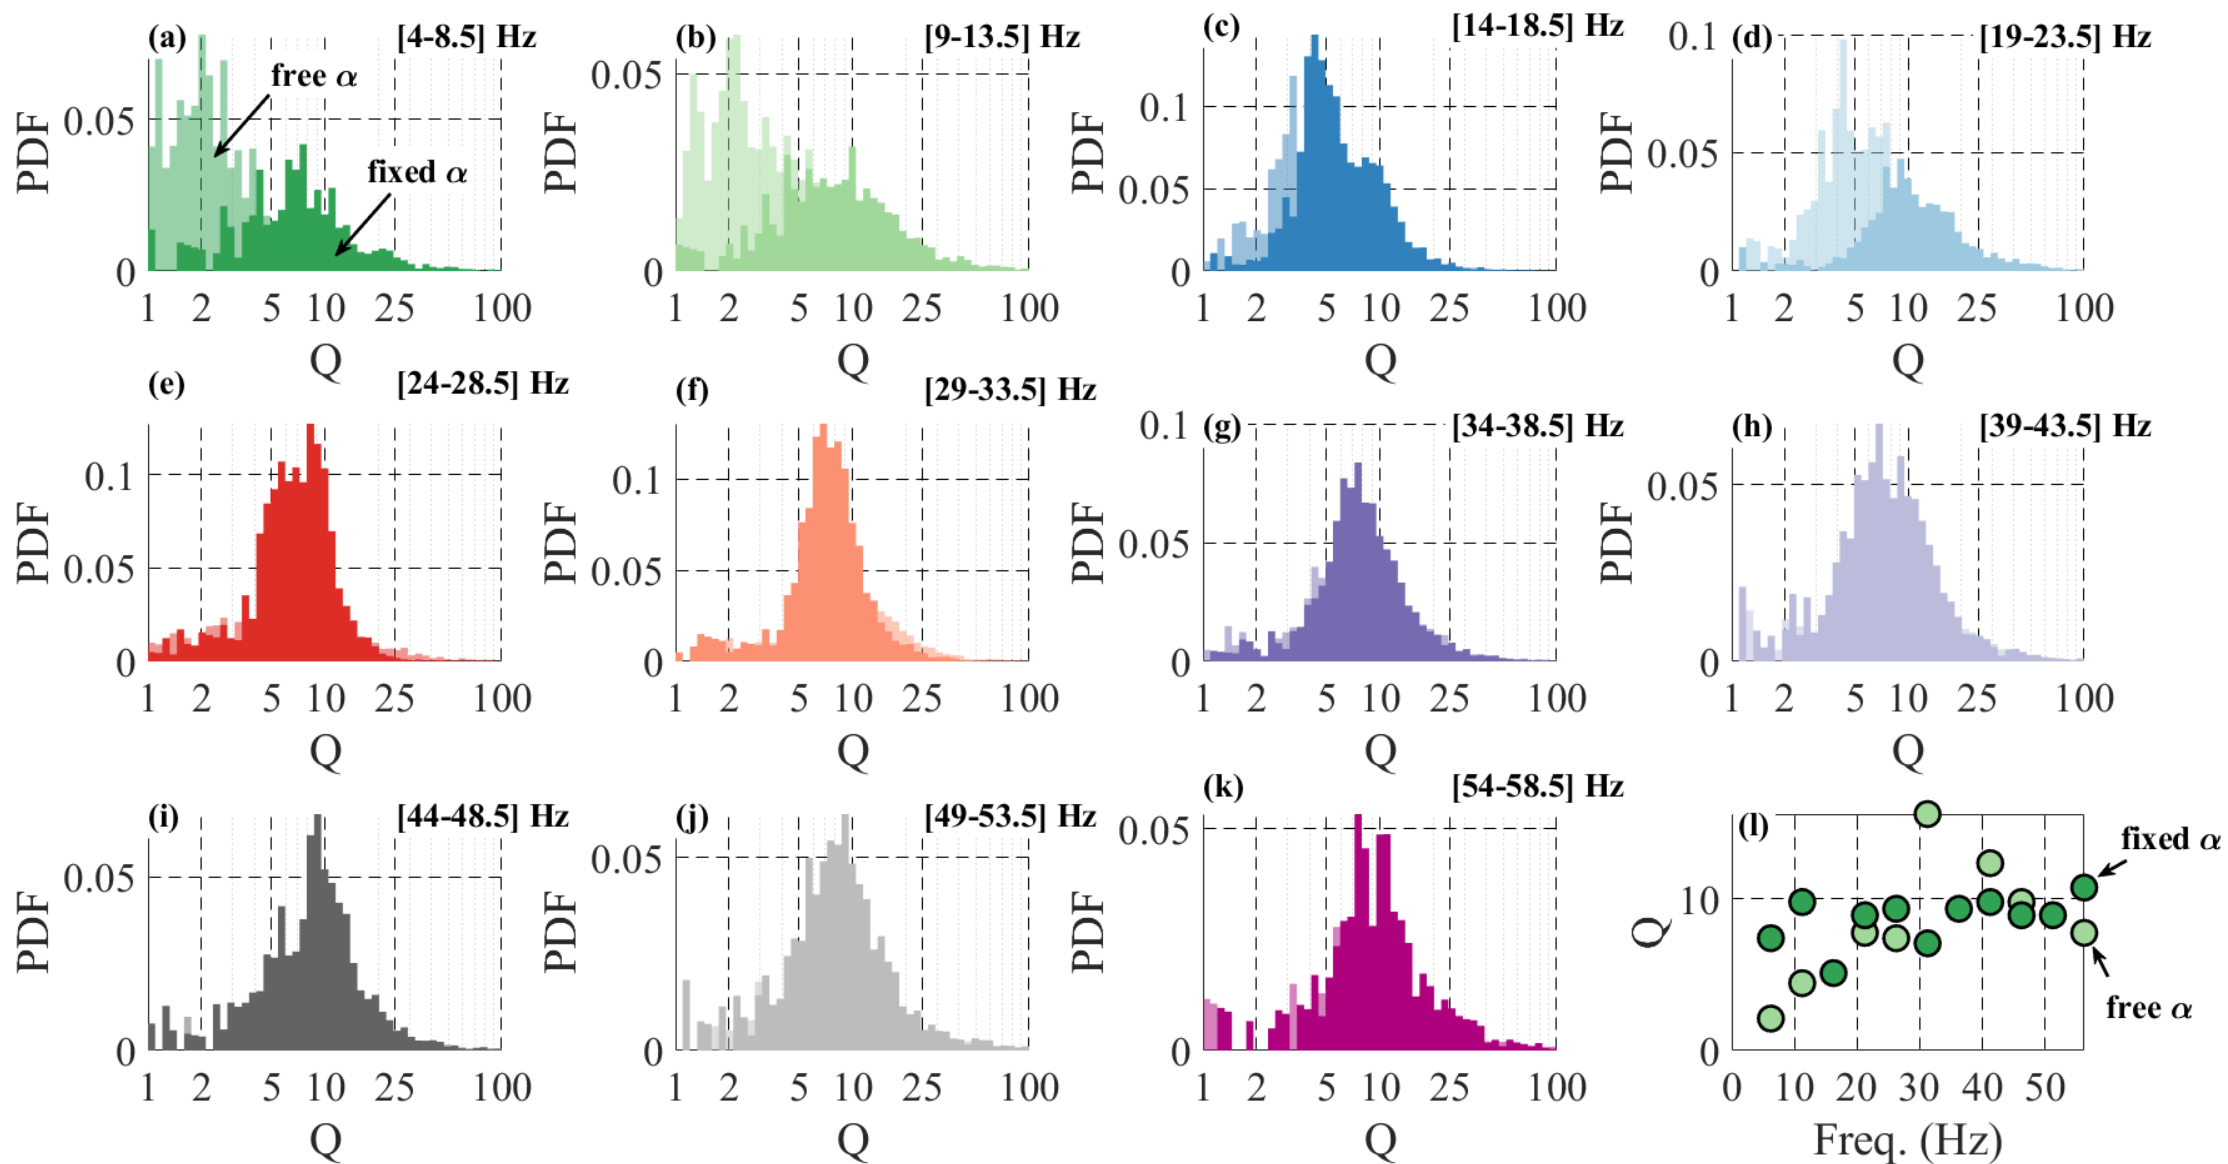 (a) [4-8.5] Hz
free α
fixed α
PDF
0.05
0
1 2 5 10 25 100
Q
(b) [9-13.5] Hz
PDF
0.05
0
1 2 5 10 25 100
Q
(c) [14-18.5] Hz
PDF
0.1
0.05
0
1 2 5 10 25 100
Q
(d) [19-23.5] Hz
PDF
0.1
0.05
0
1 2 5 10 25 100
Q
(e) [24-28.5] Hz
PDF
0.1
0.05
0
1 2 5 10 25 100
Q
(f) [29-33.5] Hz
PDF
0.1
0.05
0
1 2 5 10 25 100
Q
(g) [34-38.5] Hz
PDF
0.1
0.05
0
1 2 5 10 25 100
Q
(h) [39-43.5] Hz
PDF
0.05
0
1 2 5 10 25 100
Q
(i) [44-48.5] Hz
PDF
0.05
0
1 2 5 10 25 100
Q
(j) [49-53.5] Hz
PDF
0.05
0
1 2 5 10 25 100
Q
(k) [54-58.5] Hz
PDF
0.05
0
1 2 5 10 25 100
Q
(l)
fixed α
free α
Q
10
0
0 10 20 30 40 50
Freq. (Hz)